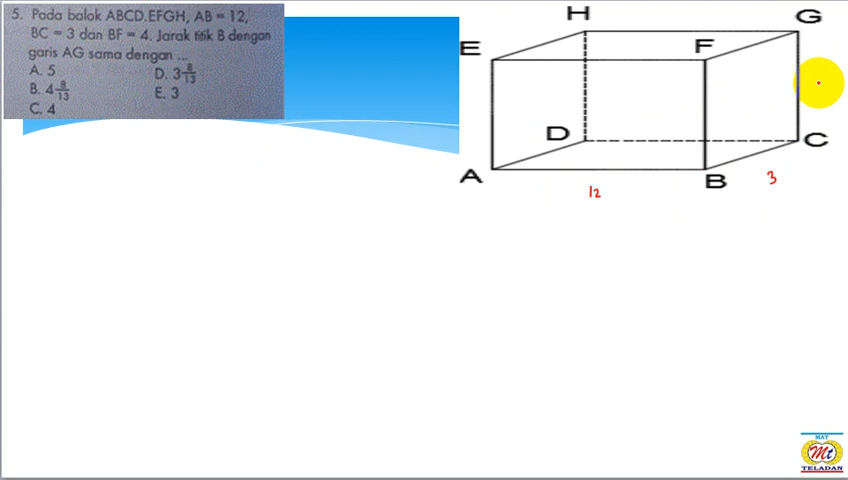 5. Pada balok ABCD.EFGH, AB = 12,
BC = 3 dan BF = 4. Jarak titik B dengan
garis AG sama dengan ...
A. 5
D. 3 8/13
B. 4 8/13
E. 3
C. 4
H
G
E
F
D
C
A
B
12
3
MAT
Mt
TELADAN